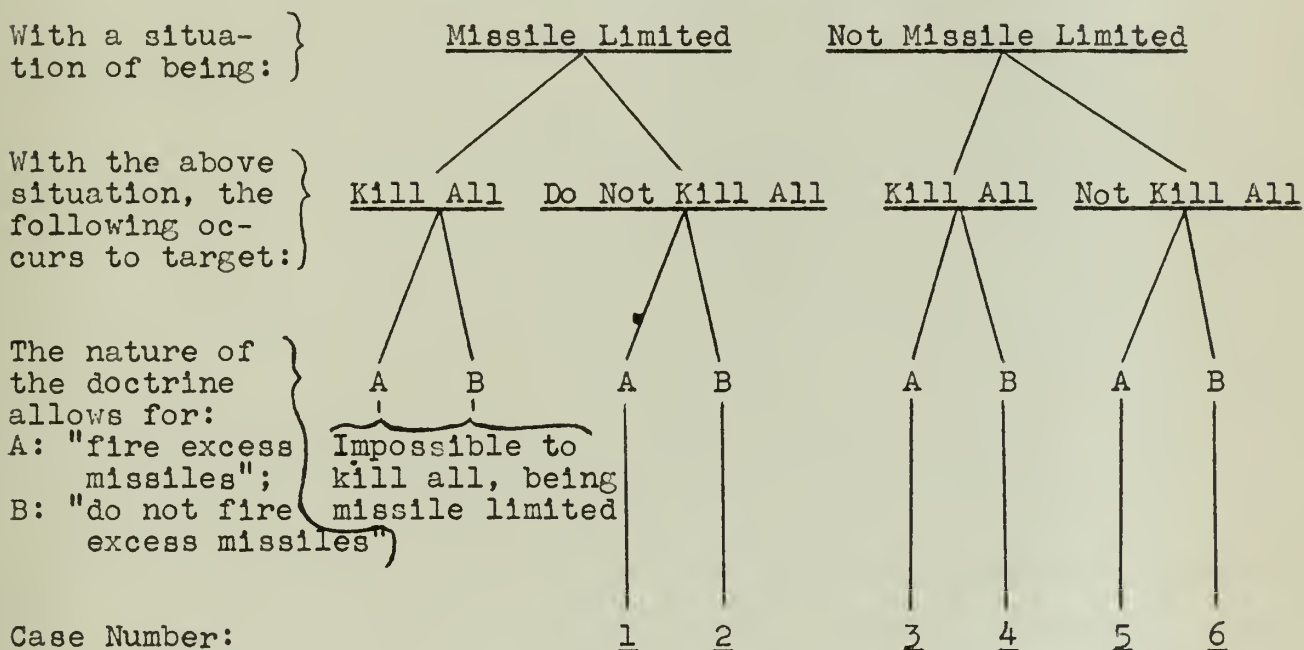 With a situa-
tion of being:
Missile Limited Not Missile Limited
With the above
situation, the
following oc-
curs to target:
Kill All Do Not Kill All Kill All Not Kill All
The nature of
the doctrine
allows for:
A: "fire excess
missiles";
B: "do not fire
excess missiles"
A B A B A B A B
Impossible to
kill all, being
missile limited
Case Number: 1 2 3 4 5 6